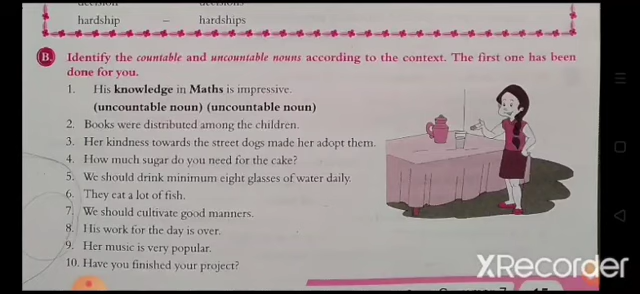 decision decisions
hardship – hardships
B. Identify the countable and uncountable nouns according to the context. The first one has been
done for you.
1. His knowledge in Maths is impressive.
(uncountable noun) (uncountable noun)
2. Books were distributed among the children.
3. Her kindness towards the street dogs made her adopt them.
4. How much sugar do you need for the cake?
5. We should drink minimum eight glasses of water daily.
6. They eat a lot of fish.
7. We should cultivate good manners.
8. His work for the day is over.
9. Her music is very popular.
10. Have you finished your project?
XRecorder